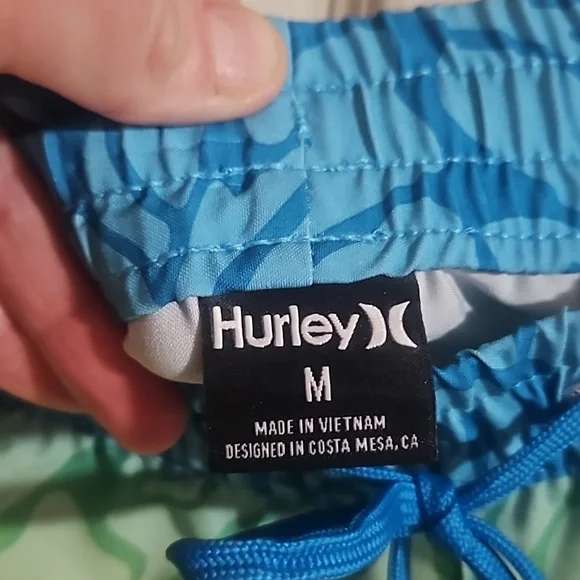 Hurley
M
MADE IN VIETNAM
DESIGNED IN COSTA MESA, CA